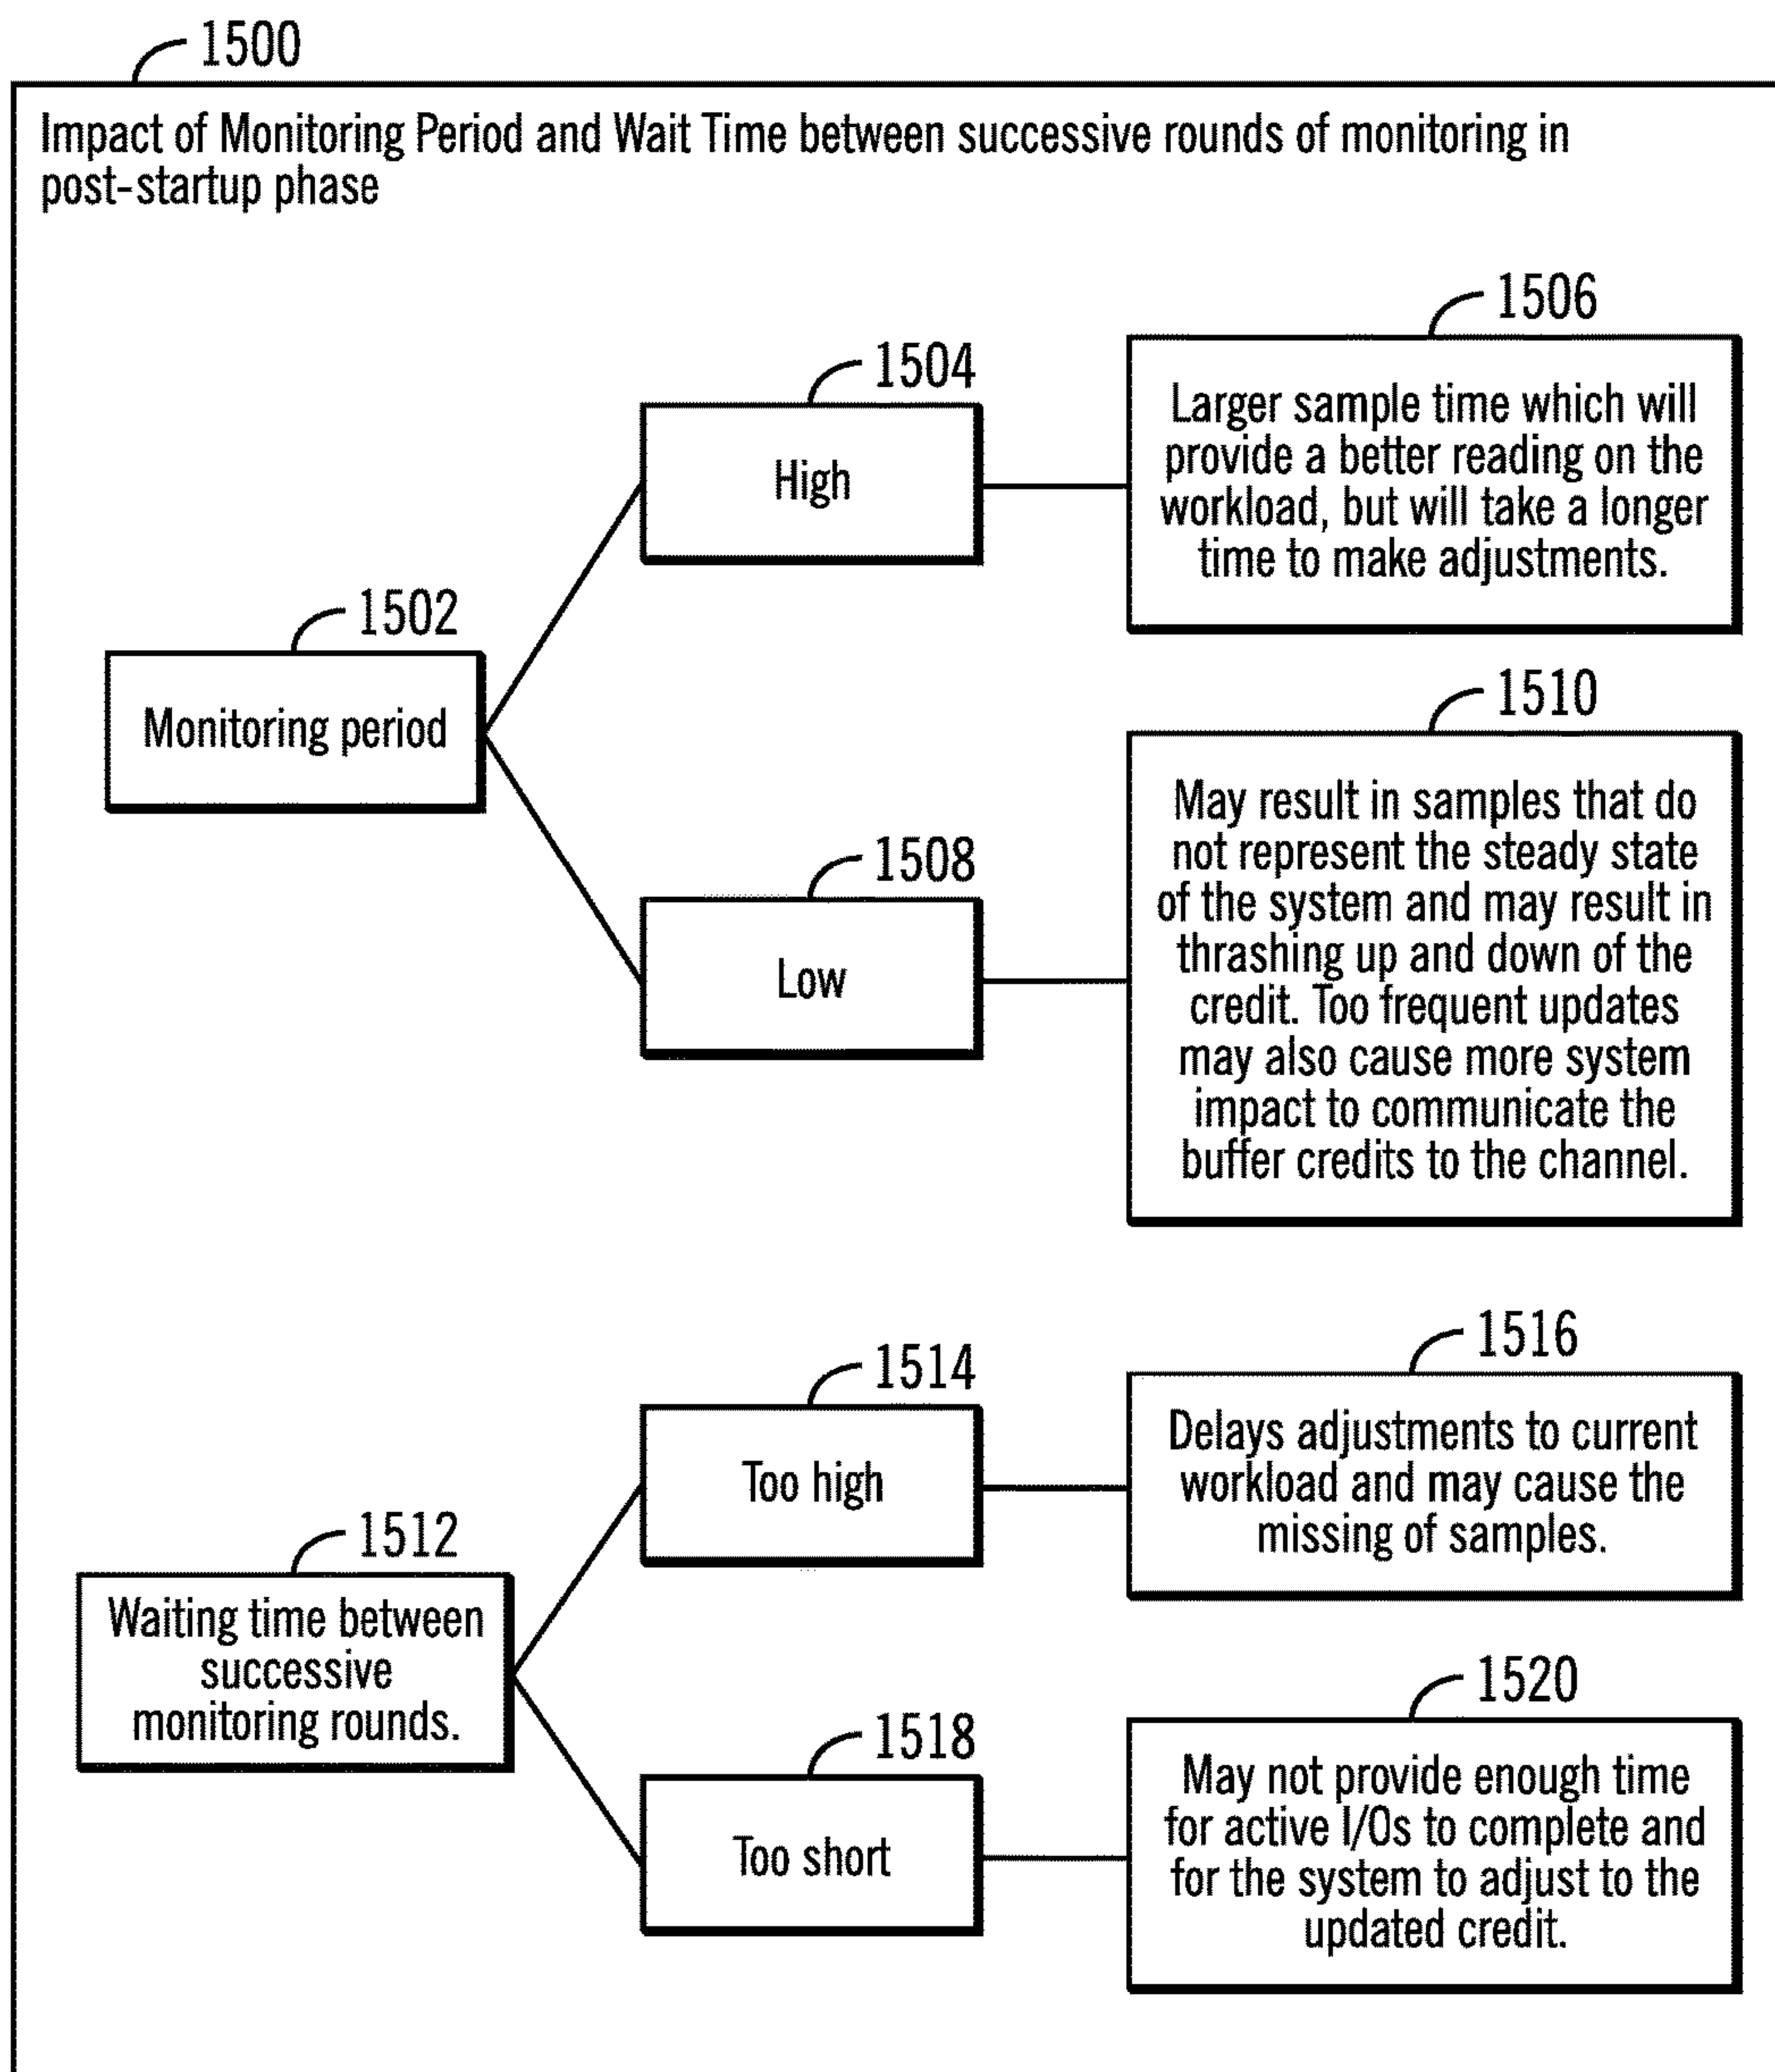 1500
Impact of Monitoring Period and Wait Time between successive rounds of monitoring in
post-startup phase
1506
1504
Larger sample time which will
provide a better reading on the
workload, but will take a longer
time to make adjustments.
High
1502
Monitoring period
1510
May result in samples that do
not represent the steady state
of the system and may result in
thrashing up and down of the
credit. Too frequent updates
may also cause more system
impact to communicate the
buffer credits to the channel.
1508
Low
1516
1514
Delays adjustments to current
workload and may cause the
missing of samples.
Too high
1512
Waiting time between
successive
monitoring rounds.
1520
1518
May not provide enough time
for active I/Os to complete and
for the system to adjust to the
updated credit.
Too short